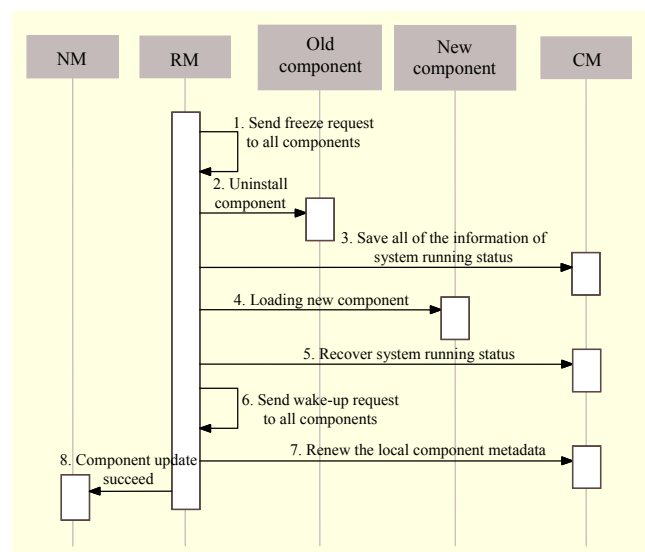 NM
RM
Old
component
New
component
CM
1. Send freeze request
to all components
2. Uninstall
component
3. Save all of the information of
system running status
4. Loading new component
5. Recover system running status
6. Send wake-up request
to all components
7. Renew the local component metadata
8. Component update
succeed